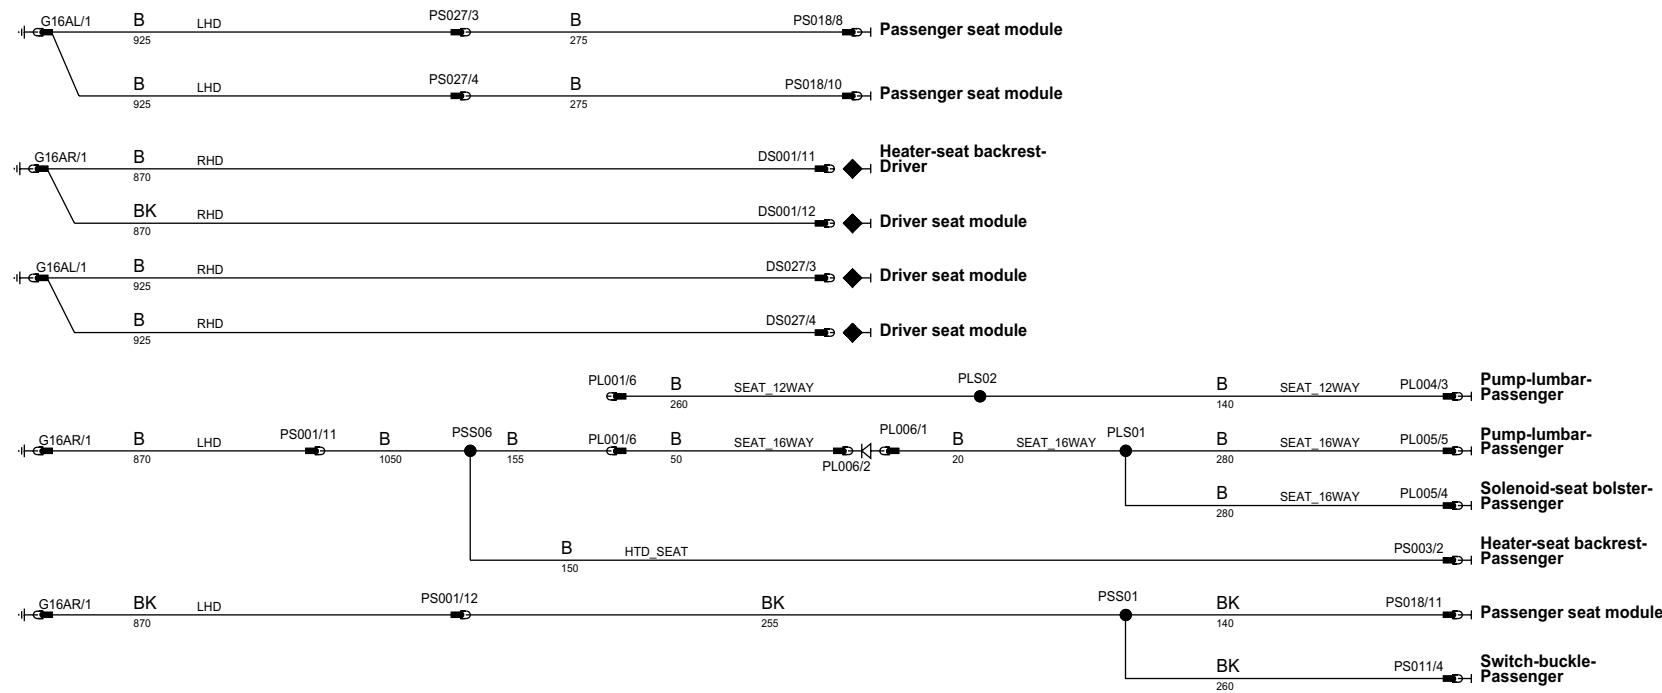 G16AL/1 B LHD PS027/3 B PS018/8 Passenger seat module
925 275
B LHD PS027/4 B PS018/10 Passenger seat module
925 275
G16AR/1 B RHD DS001/11 Heater-seat backrest-
Driver
870
BK RHD DS001/12 Driver seat module
870
G16AL/1 B RHD DS027/3 Driver seat module
925
B RHD DS027/4 Driver seat module
925
PL001/6 B SEAT_12WAY PLS02 B SEAT_12WAY PL004/3 Pump-lumbar-
Passenger
260 140
G16AR/1 B LHD PS001/11 B PSS06 B PL001/6 B SEAT_16WAY PL006/2 PL006/1 B SEAT_16WAY PLS01 B SEAT_16WAY PL005/5 Pump-lumbar-
Passenger
870 1050 155 50 20 280
B SEAT_16WAY PL005/4 Solenoid-seat bolster-
Passenger
280
B HTD_SEAT PS003/2 Heater-seat backrest-
Passenger
150
G16AR/1 BK LHD PS001/12 BK PSS01 BK PS018/11 Passenger seat module
870 255 140
BK PS011/4 Switch-buckle-
Passenger
260